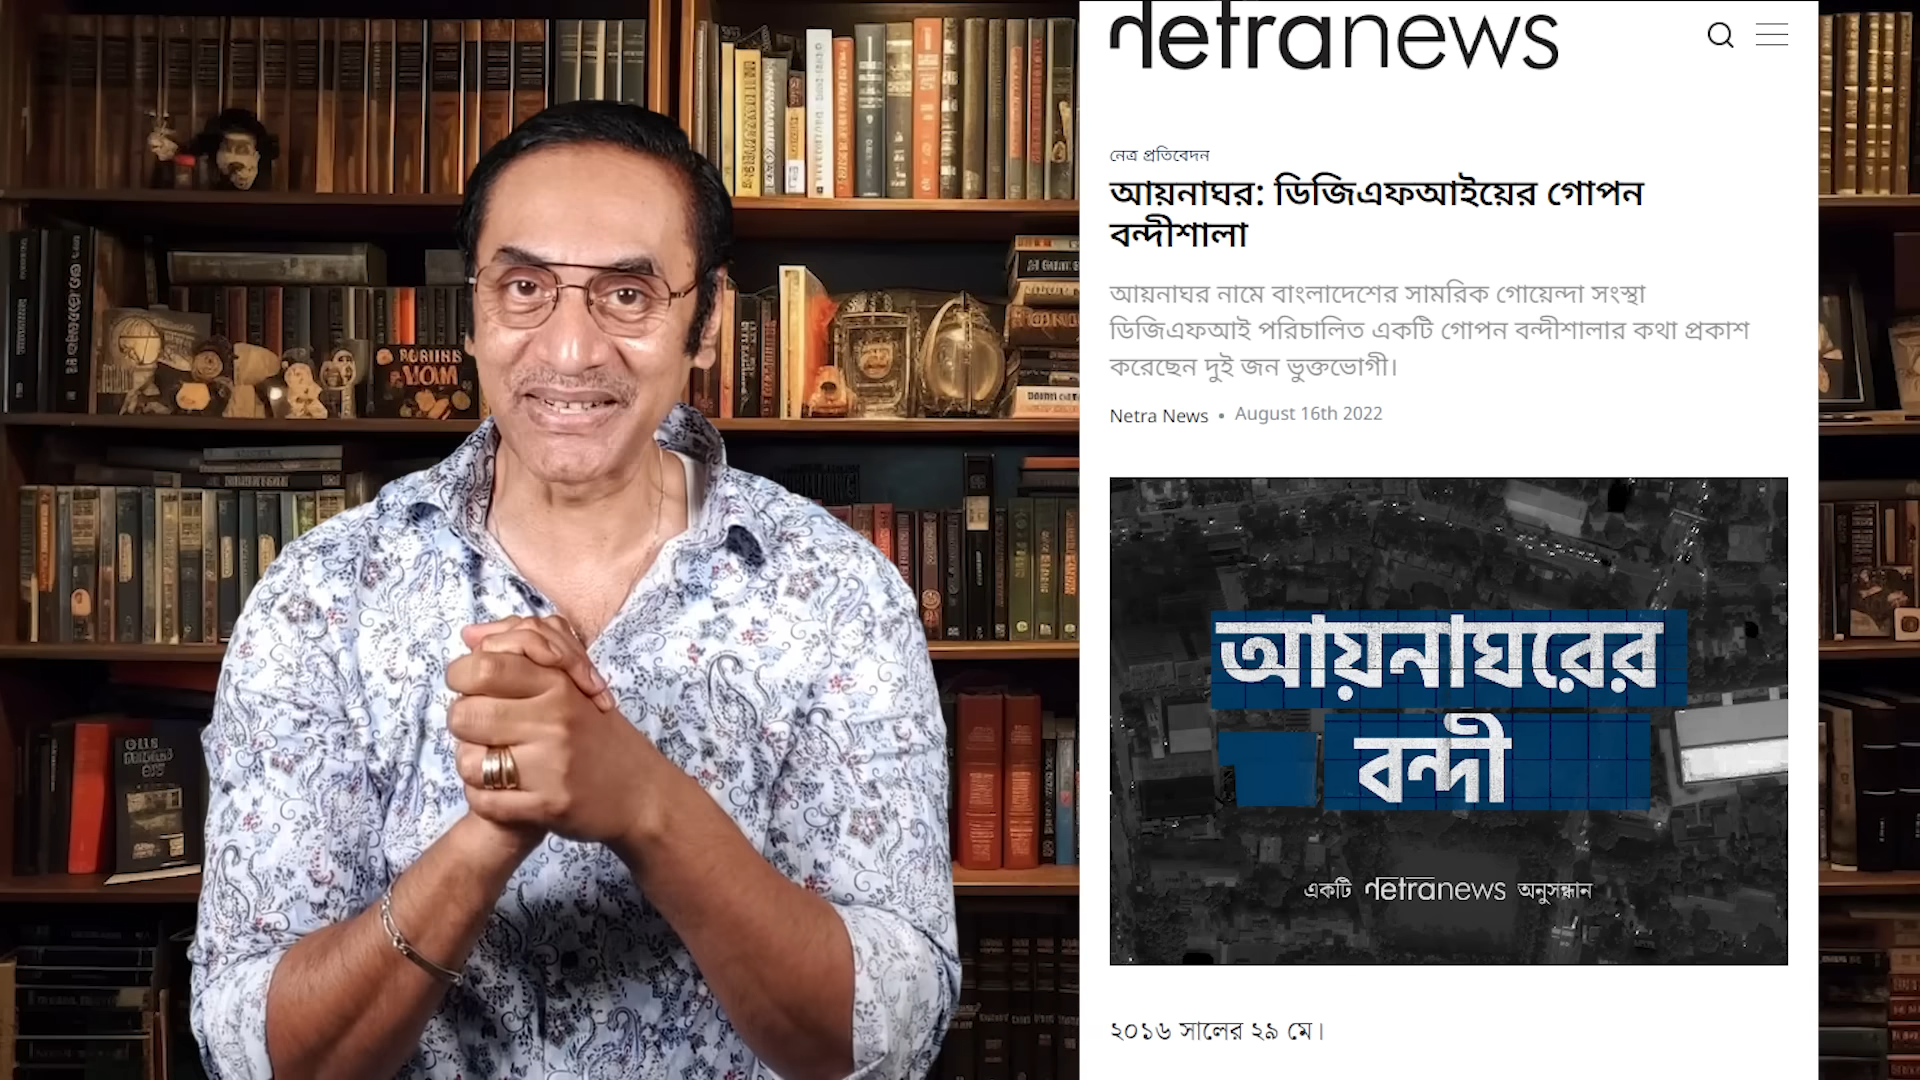 netranews
নেত্র প্রতিবেদন
আয়নাঘর: ডিজিএফআইয়ের গোপন
বন্দীশালা
আয়নাঘর নামে বাংলাদেশের সামরিক গোয়েন্দা সংস্থা
ডিজিএফআই পরিচালিত একটি গোপন বন্দীশালার কথা প্রকাশ
করেছেন দুই জন ভুক্তভোগী।
Netra News • August 16th 2022
আয়নাঘরের
বন্দী
একটি netranews অনুসন্ধান
২০১৬ সালের ২৯ মে।